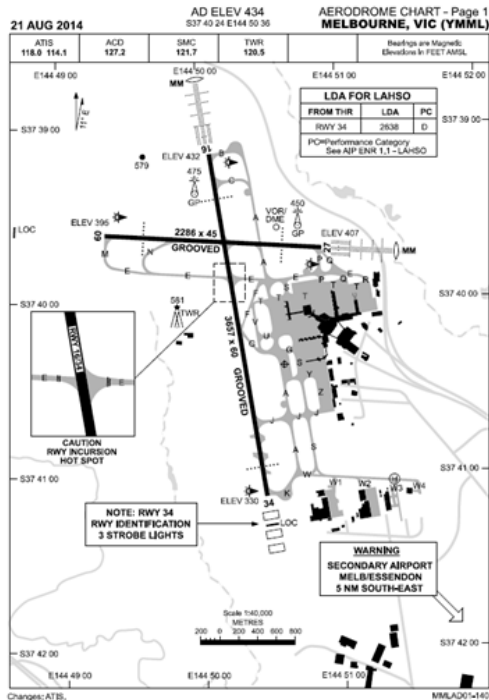 AD ELEV 434
AERODROME CHART - Page 1
21 AUG 2014
S37 40 24 E144 50 36
MELBOURNE, VIC (YMML)
ATIS
118.0 114.1
ACD
127.2
SMC
121.7
TWR
120.5
Bearings are Magnetic
Elevations in FEET AMSL
E144 49 00
E144 50 00
E144 51 00
E144 52 00
MM
LDA FOR LAHSO
FROM THR LDA PC
RWY 34 2638 D
PC=Performance Category
See AIP ENR 1.1 - LAHSO
S37 39 00
S37 39 00
16
B
ELEV 432
579
475
GP
C
VOR/
DME
450
GP
A
ELEV 395
LOC
09
2286 x 45
GROOVED
ELEV 407
27
MM
M
N
E
E
E
E
A
P
Q
P
Q
E
R
S37 40 00
S37 40 00
581
TWR
F
T
S
T
T
T
F
V
U
G
G
S
Y
A
Z
3657 x 60
GROOVED
RWY 16/34
E
E
E
CAUTION
RWY INCURSION
HOT SPOT
J
J
J
A
S
S37 41 00
S37 41 00
W
ELEV 330
34
K
W1
W2
W3
W4
H
NOTE: RWY 34
RWY IDENTIFICATION
3 STROBE LIGHTS
LOC
WARNING
SECONDARY AIRPORT
MELB/ESSENDON
5 NM SOUTH-EAST
Scale 1:40,000
METRES
200 0 200 400 600 800
S37 42 00
S37 42 00
E144 49 00
E144 50 00
E144 51 00
Changes: ATIS.
MMLAD01-140